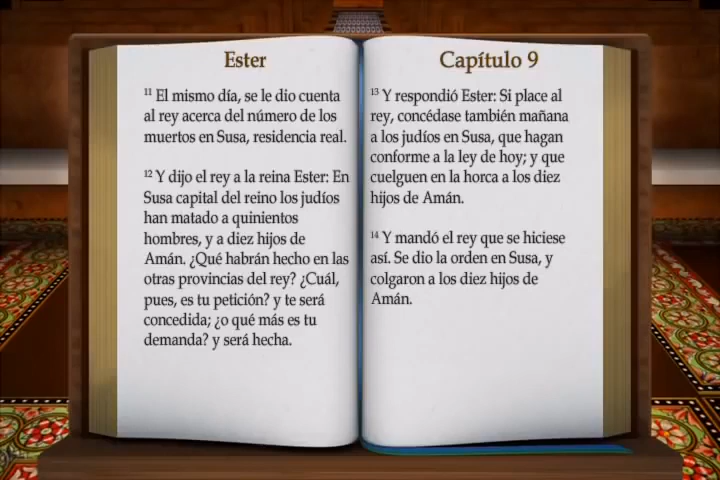 Ester
¹¹ El mismo día, se le dio cuenta
al rey acerca del número de los
muertos en Susa, residencia real.
¹² Y dijo el rey a la reina Ester: En
Susa capital del reino los judíos
han matado a quinientos
hombres, y a diez hijos de
Amán. ¿Qué habrán hecho en las
otras provincias del rey? ¿Cuál,
pues, es tu petición? y te será
concedida; ¿o qué más es tu
demanda? y será hecha.
Capítulo 9
¹³ Y respondió Ester: Si place al
rey, concédase también mañana
a los judíos en Susa, que hagan
conforme a la ley de hoy; y que
cuelguen en la horca a los diez
hijos de Amán.
¹⁴ Y mandó el rey que se hiciese
así. Se dio la orden en Susa, y
colgaron a los diez hijos de
Amán.